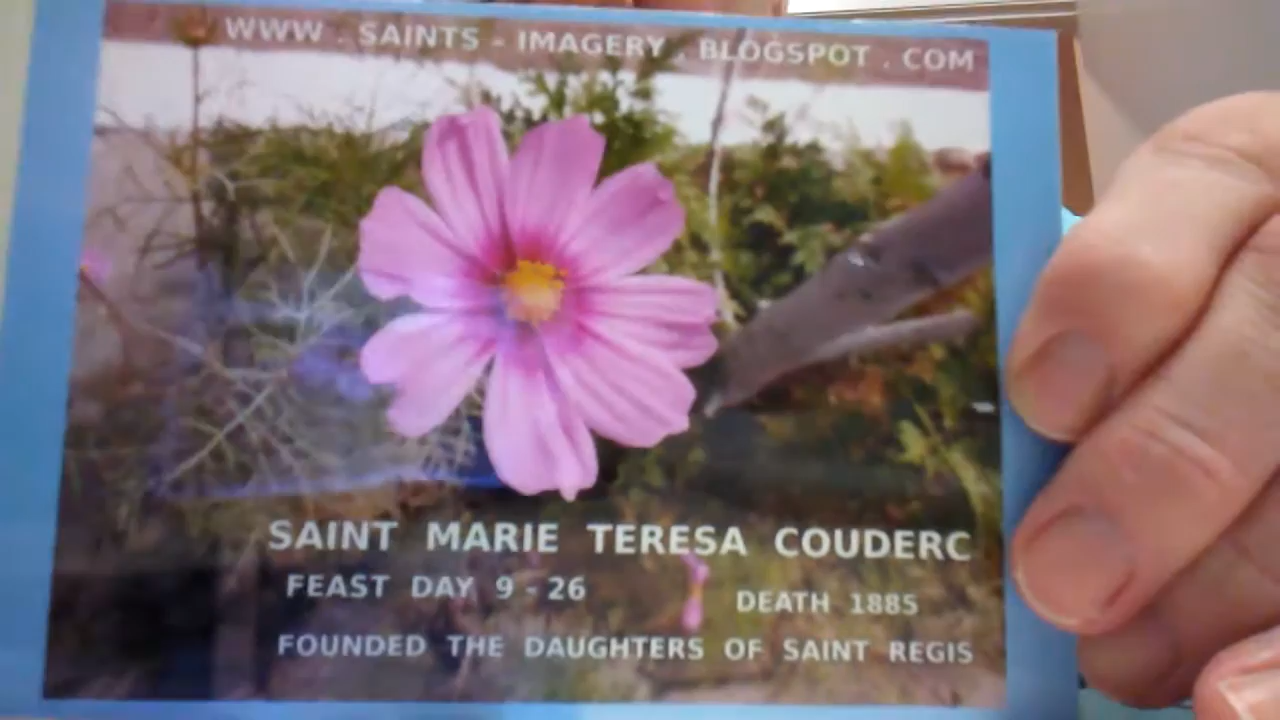 WWW . SAINTS - IMAGERY . BLOGSPOT . COM
SAINT MARIE TERESA COUDERC
FEAST DAY 9 - 26 DEATH 1885
FOUNDED THE DAUGHTERS OF SAINT REGIS